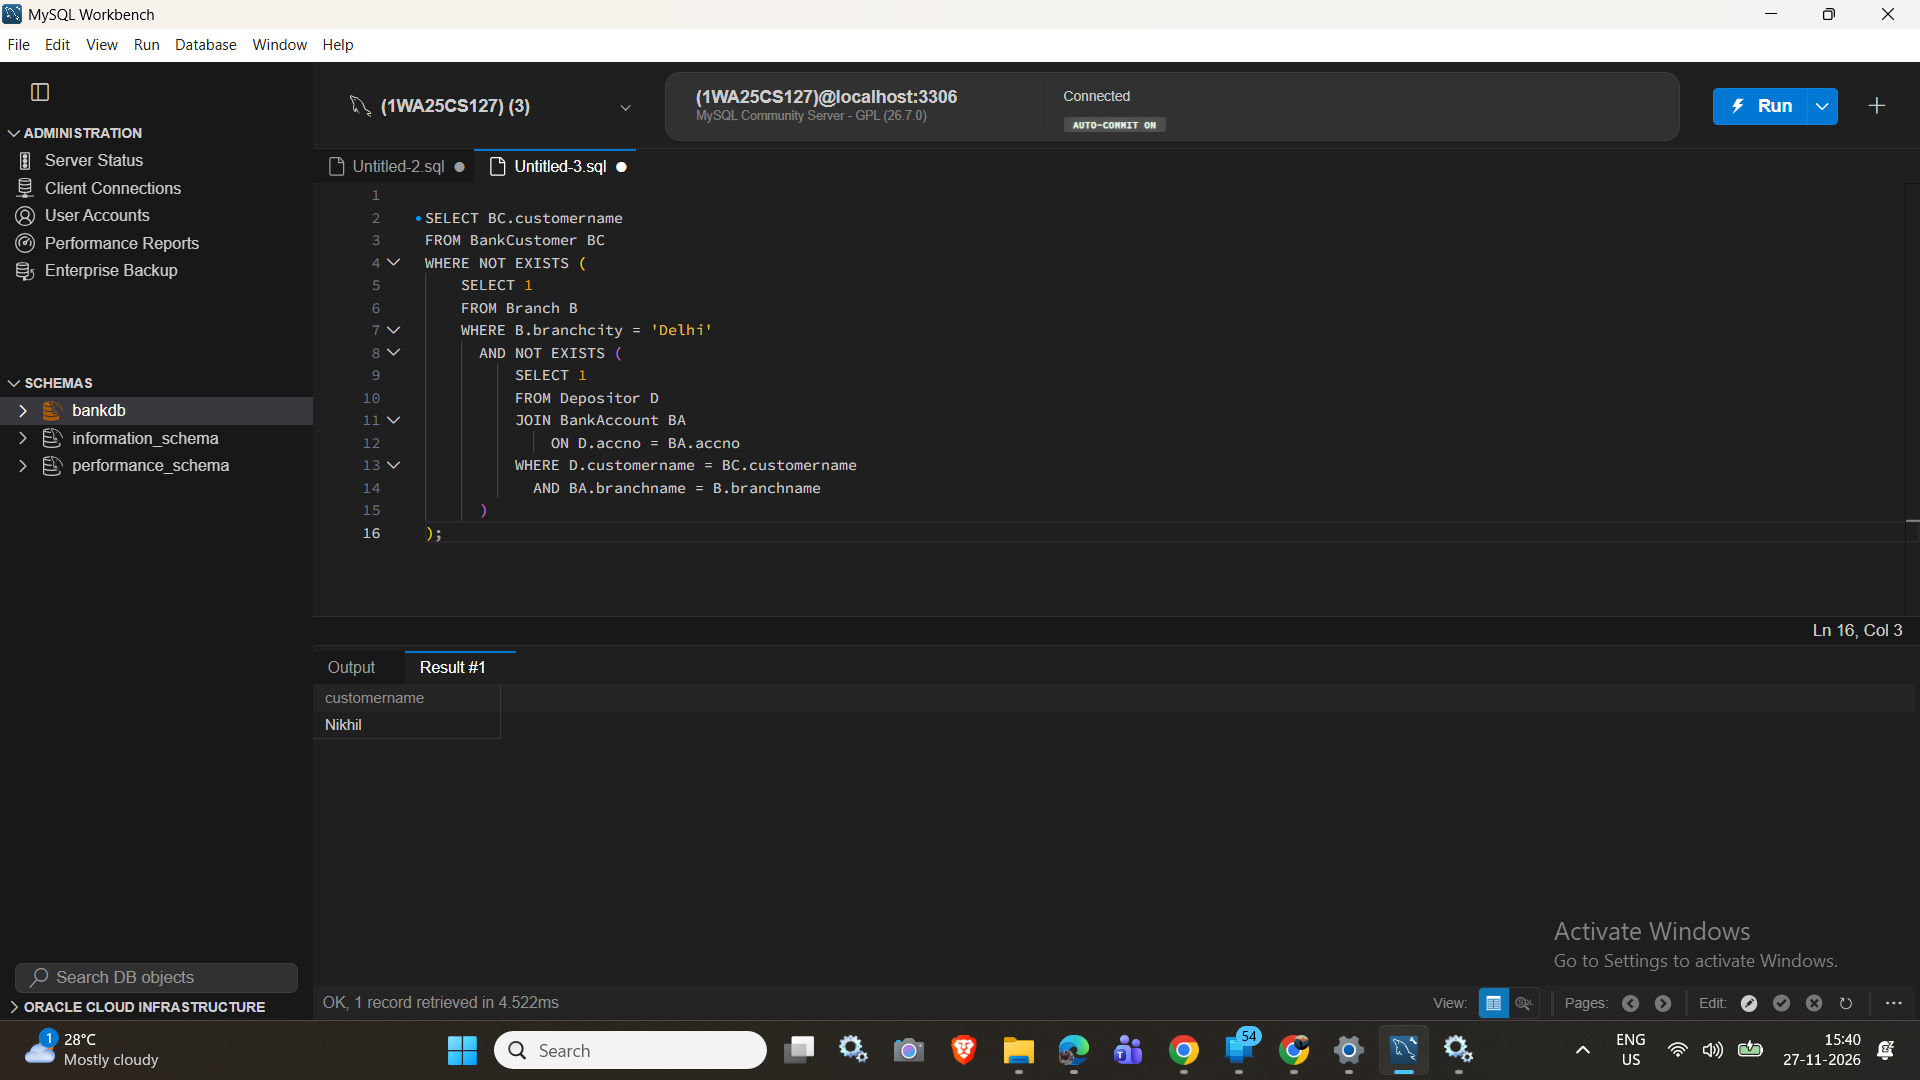 MySQL Workbench
File Edit View Run Database Window Help
(1WA25CS127) (3)
(1WA25CS127)@localhost:3306
MySQL Community Server - GPL (26.7.0)
Connected
AUTO-COMMIT ON
Run
ADMINISTRATION
Server Status
Client Connections
User Accounts
Performance Reports
Enterprise Backup
SCHEMAS
bankdb
information_schema
performance_schema
Search DB objects
ORACLE CLOUD INFRASTRUCTURE
Untitled-2.sql Untitled-3.sql
1
2 SELECT BC.customername
3 FROM BankCustomer BC
4 WHERE NOT EXISTS (
5 SELECT 1
6 FROM Branch B
7 WHERE B.branchcity = 'Delhi'
8 AND NOT EXISTS (
9 SELECT 1
10 FROM Depositor D
11 JOIN BankAccount BA
12 ON D.accno = BA.accno
13 WHERE D.customername = BC.customername
14 AND BA.branchname = B.branchname
15 )
16 );
Ln 16, Col 3
Output Result #1
customername
Nikhil
Activate Windows
Go to Settings to activate Windows.
OK, 1 record retrieved in 4.522ms
View: Pages: Edit:
1
28°C
Mostly cloudy
Search
54
ENG
US
15:40
27-11-2026